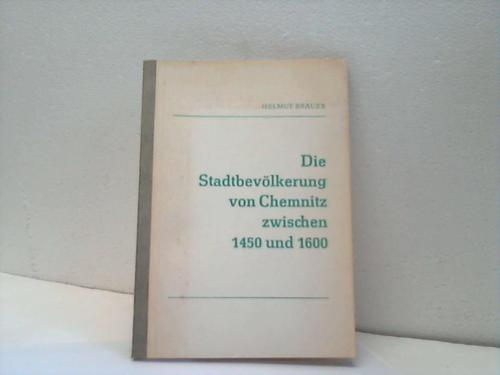 HELMUT BRÄUER
Die
Stadtbevölkerung
von Chemnitz
zwischen
1450 und 1600